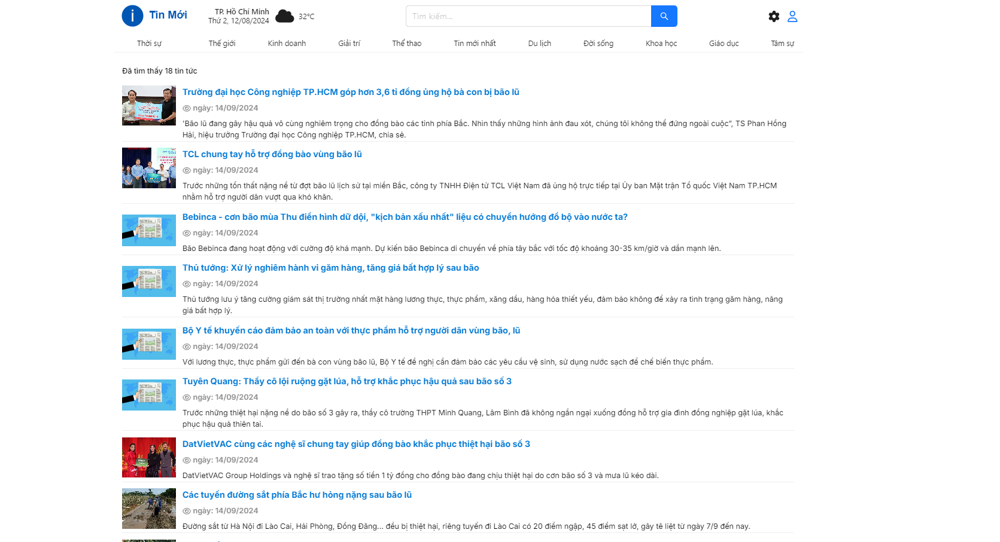 i Tin Mới
TP. Hồ Chí Minh
Thứ 2, 12/08/2024
32°C
Tìm kiếm...
Thời sự Thế giới Kinh doanh Giải trí Thể thao Tin mới nhất Du lịch Đời sống Khoa học Giáo dục Tâm sự
Đã tìm thấy 18 tin tức
Trường đại học Công nghiệp TP.HCM góp hơn 3,6 tỉ đồng ủng hộ bà con bị bão lũ
ngày: 14/09/2024
'Bão lũ đang gây hậu quả vô cùng nghiêm trọng cho đồng bào các tỉnh phía Bắc. Nhìn thấy những hình ảnh đau xót, chúng tôi không thể đứng ngoài cuộc”, TS Phan Hồng
Hải, hiệu trưởng Trường đại học Công nghiệp TP.HCM, chia sẻ.
TCL chung tay hỗ trợ đồng bào vùng bão lũ
ngày: 14/09/2024
Trước những tổn thất nặng nề từ đợt bão lũ lịch sử tại miền Bắc, công ty TNHH Điện tử TCL Việt Nam đã ủng hộ trực tiếp tại Ủy ban Mặt trận Tổ quốc Việt Nam TP.HCM
nhằm hỗ trợ người dân vượt qua khó khăn.
Bebinca - cơn bão mùa Thu điển hình dữ dội, "kịch bản xấu nhất" liệu có chuyển hướng đổ bộ vào nước ta?
NEWS
ngày: 14/09/2024
Bão Bebinca đang hoạt động với cường độ khá mạnh. Dự kiến bão Bebinca di chuyển về phía tây bắc với tốc độ khoảng 30-35 km/giờ và dần mạnh lên.
Thủ tướng: Xử lý nghiêm hành vi găm hàng, tăng giá bất hợp lý sau bão
NEWS
ngày: 14/09/2024
Thủ tướng lưu ý tăng cường giám sát thị trường nhất mặt hàng lương thực, thực phẩm, xăng dầu, hàng hóa thiết yếu, đảm bảo không để xảy ra tình trạng găm hàng, nâng
giá bất hợp lý.
Bộ Y tế khuyến cáo đảm bảo an toàn với thực phẩm hỗ trợ người dân vùng bão, lũ
NEWS
ngày: 14/09/2024
Với lương thực, thực phẩm gửi đến bà con vùng bão lũ, Bộ Y tế đề nghị cần đảm bảo các yêu cầu vệ sinh, sử dụng nước sạch để chế biến thực phẩm.
Tuyên Quang: Thầy cô lội ruộng gặt lúa, hỗ trợ khắc phục hậu quả sau bão số 3
NEWS
ngày: 14/09/2024
Trước những thiệt hại nặng nề do bão số 3 gây ra, thầy cô trường THPT Minh Quang, Lâm Bình đã không ngần ngại xuống đồng hỗ trợ gia đình đồng nghiệp gặt lúa, khắc
phục hậu quả thiên tai.
DatVietVAC cùng các nghệ sĩ chung tay giúp đồng bào khắc phục thiệt hại bão số 3
ngày: 14/09/2024
DatVietVAC Group Holdings và nghệ sĩ trao tặng số tiền 1 tỷ đồng cho đồng bào đang chịu thiệt hại do cơn bão số 3 và mưa lũ kéo dài.
Các tuyến đường sắt phía Bắc hư hỏng nặng sau bão lũ
ngày: 14/09/2024
Đường sắt từ Hà Nội đi Lào Cai, Hải Phòng, Đồng Đăng... đều bị thiệt hại, riêng tuyến đi Lào Cai có 20 điểm ngập, 45 điểm sạt lở, gây tê liệt từ ngày 7/9 đến nay.